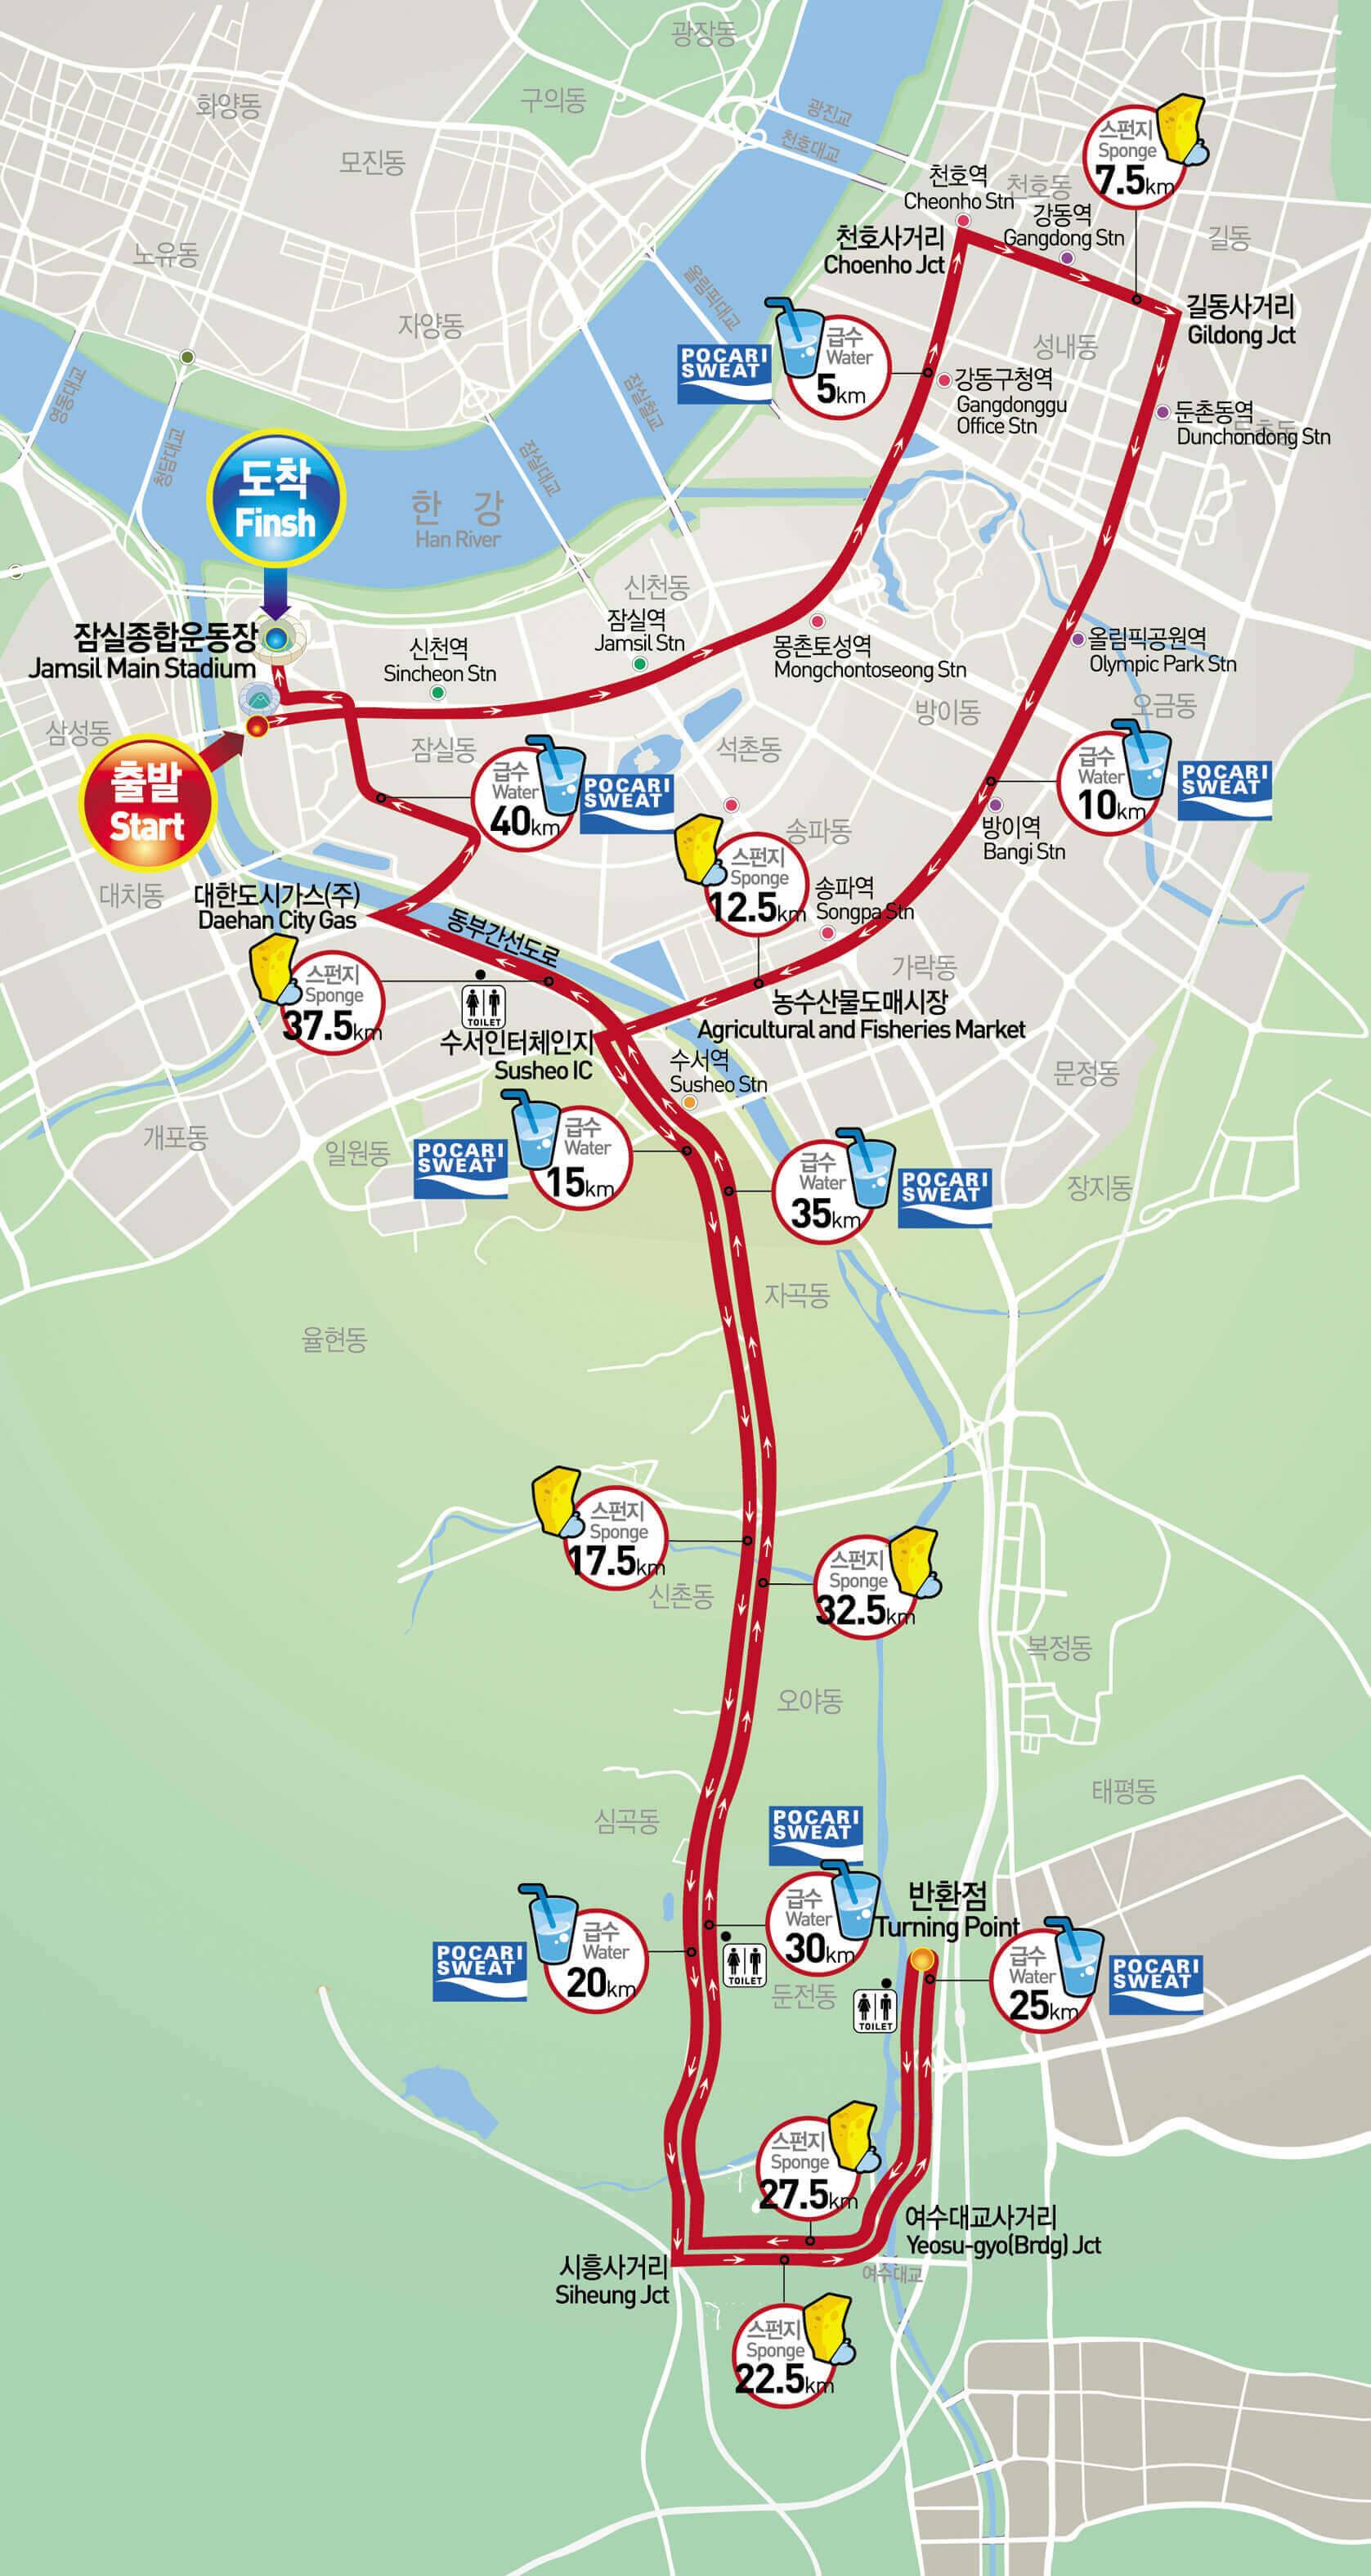 광장동
구의동
화양동
모진동
노유동
자양동
광진교
천호대교
올림픽대교
잠실철교
잠실대교
영동대교
청담대교
스펀지
Sponge
7.5km
천호역
Cheonho Stn
천호동
강동역
Gangdong Stn
길동
천호사거리
Choenho Jct
길동사거리
Gildong Jct
성내동
POCARI
SWEAT
급수
Water
5km
강동구청역
Gangdonggu
Office Stn
둔촌동역
Dunchondong Stn
도착
Finsh
한 강
Han River
신천동
잠실종합운동장
Jamsil Main Stadium
신천역
Sincheon Stn
잠실역
Jamsil Stn
몽촌토성역
Mongchontoseong Stn
올림픽공원역
Olympic Park Stn
오금동
방이동
삼성동
잠실동
석촌동
출발
Start
급수
Water
40km
POCARI
SWEAT
급수
Water
10km
POCARI
SWEAT
방이역
Bangi Stn
송파동
스펀지
Sponge
12.5km
송파역
Songpa Stn
대치동
대한도시가스(주)
Daehan City Gas
동부간선도로
가락동
스펀지
Sponge
37.5km
TOILET
농수산물도매시장
Agricultural and Fisheries Market
수서인터체인지
Susheo IC
수서역
Susheo Stn
문정동
개포동
일원동
POCARI
SWEAT
급수
Water
15km
급수
Water
35km
POCARI
SWEAT
장지동
자곡동
율현동
스펀지
Sponge
17.5km
신촌동
스펀지
Sponge
32.5km
복정동
오야동
태평동
심곡동
POCARI
SWEAT
급수
Water
30km
반환점
Turning Point
POCARI
SWEAT
급수
Water
20km
TOILET
둔전동
TOILET
급수
Water
25km
POCARI
SWEAT
스펀지
Sponge
27.5km
여수대교사거리
Yeosu-gyo(Brdg) Jct
시흥사거리
Siheung Jct
여수대교
스펀지
Sponge
22.5km